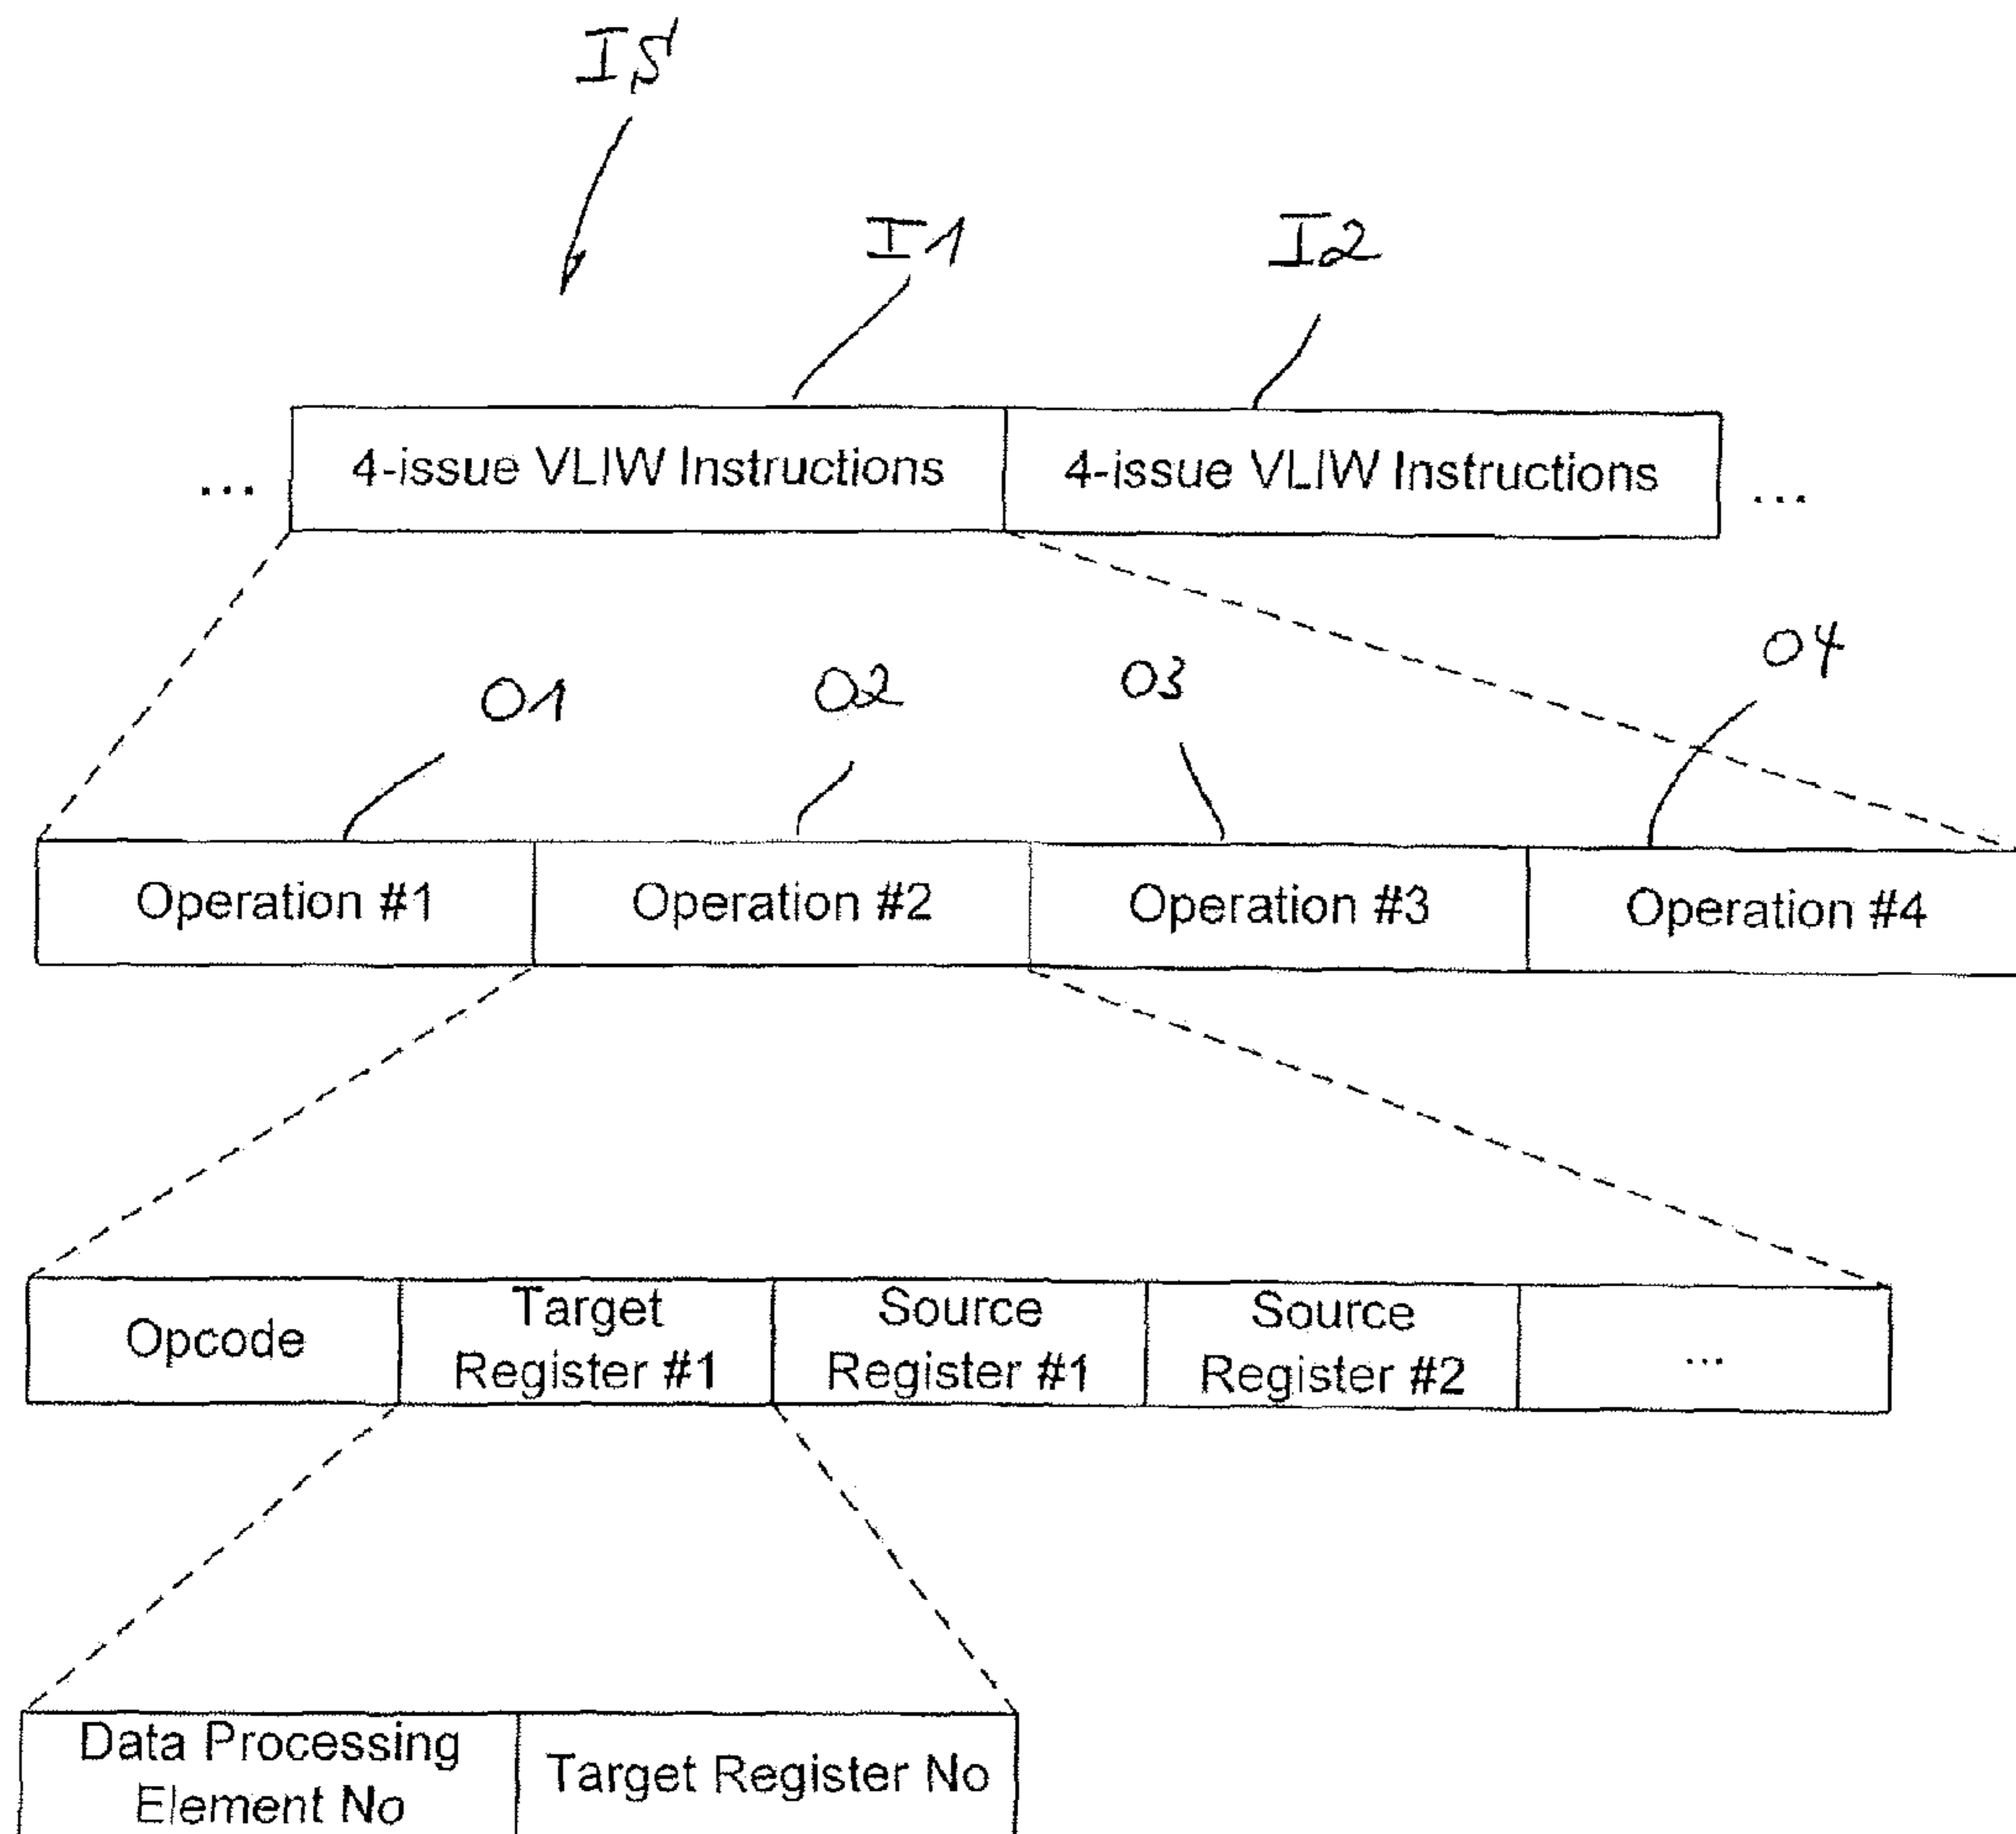 IS
I1 I2
... 4-issue VLIW Instructions 4-issue VLIW Instructions ...
O1 O2 O3 O4
Operation #1 Operation #2 Operation #3 Operation #4
Opcode Target Register #1 Source Register #1 Source Register #2 ...
Data Processing Element No Target Register No